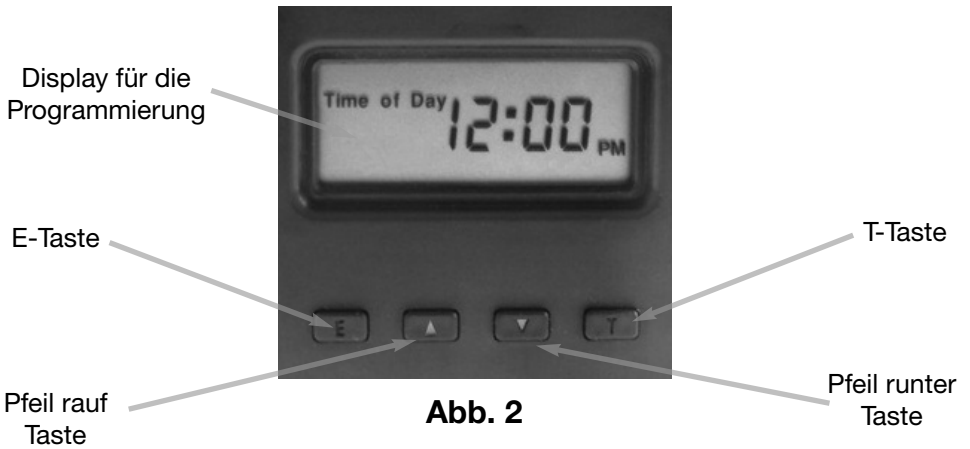 Display für die
Programmierung
Time of Day 12:00 PM
E-Taste
T-Taste
E
T
Pfeil rauf
Taste
Abb. 2
Pfeil runter
Taste